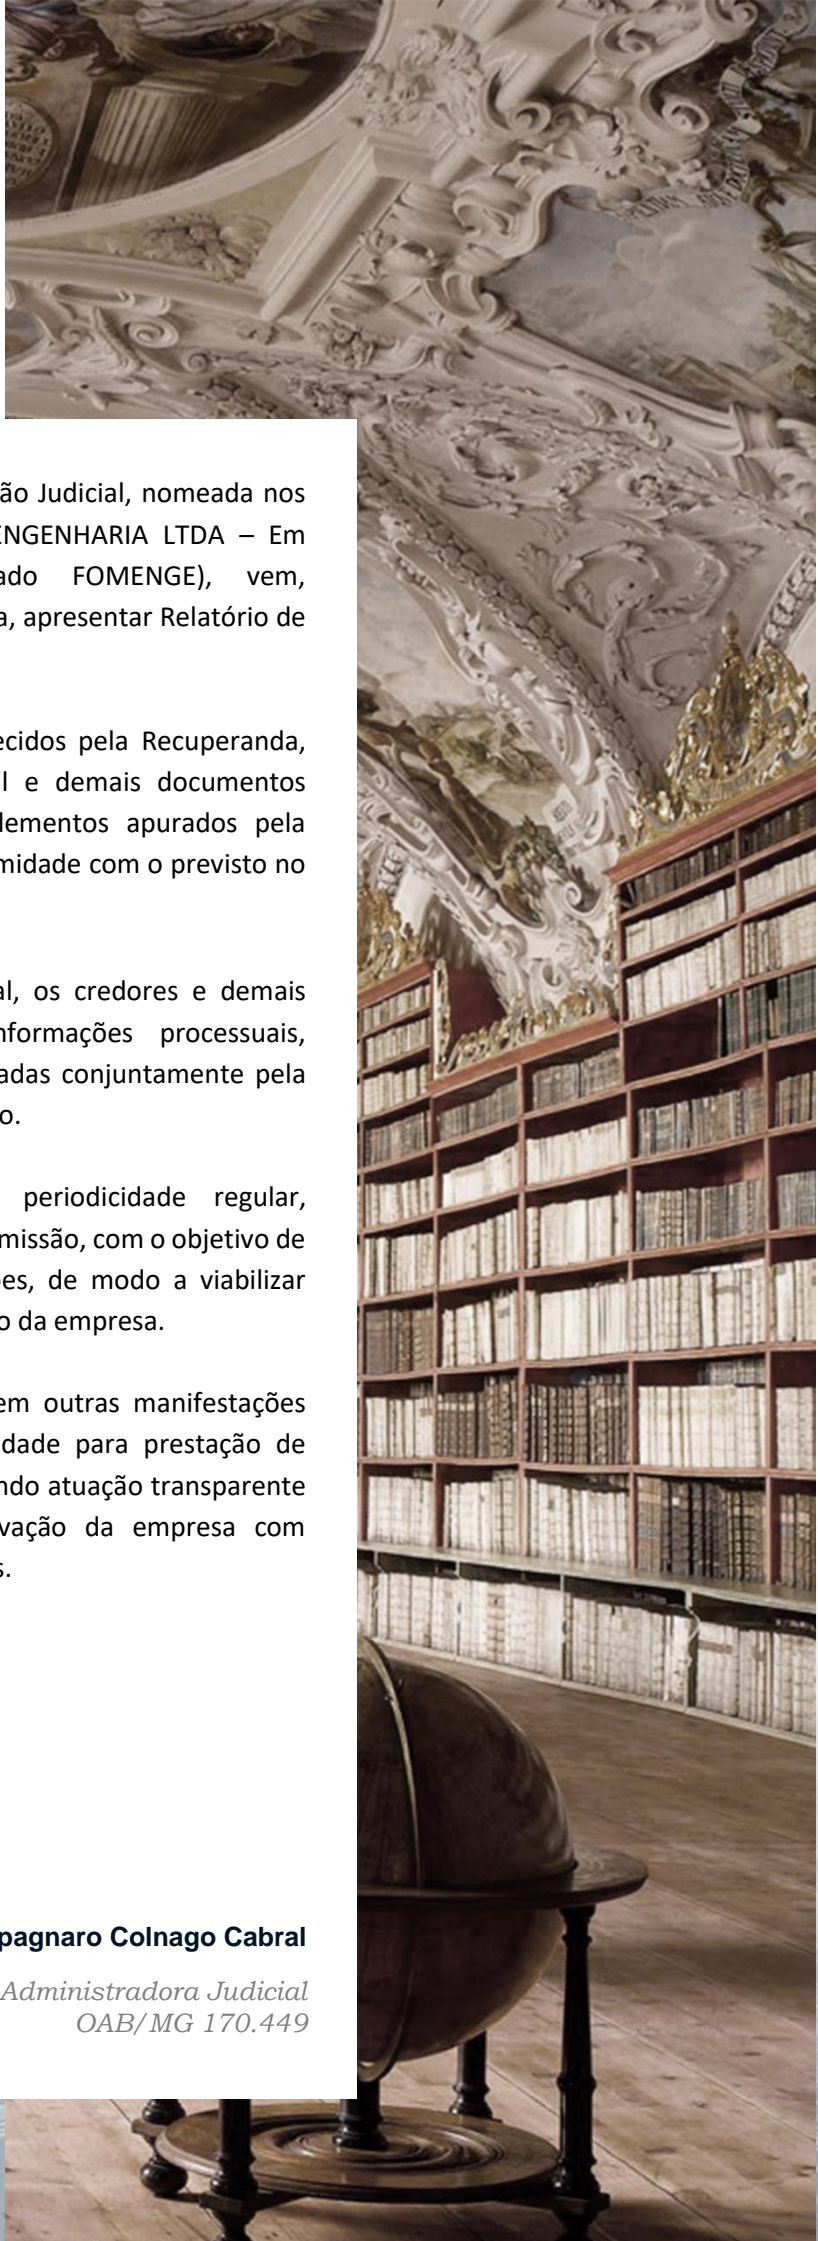 ão Judicial, nomeada nos
ENGENHARIA LTDA – Em
ado FOMENGE), vem,
a, apresentar Relatório de
ecidos pela Recuperanda,
l e demais documentos
lementos apurados pela
midade com o previsto no
al, os credores e demais
nformações processuais,
adas conjuntamente pela
o.
periodicidade regular,
missão, com o objetivo de
es, de modo a viabilizar
o da empresa.
em outras manifestações
dade para prestação de
ndo atuação transparente
vação da empresa com
s.
pagnaro Colnago Cabral
Administradora Judicial
OAB/MG 170.449